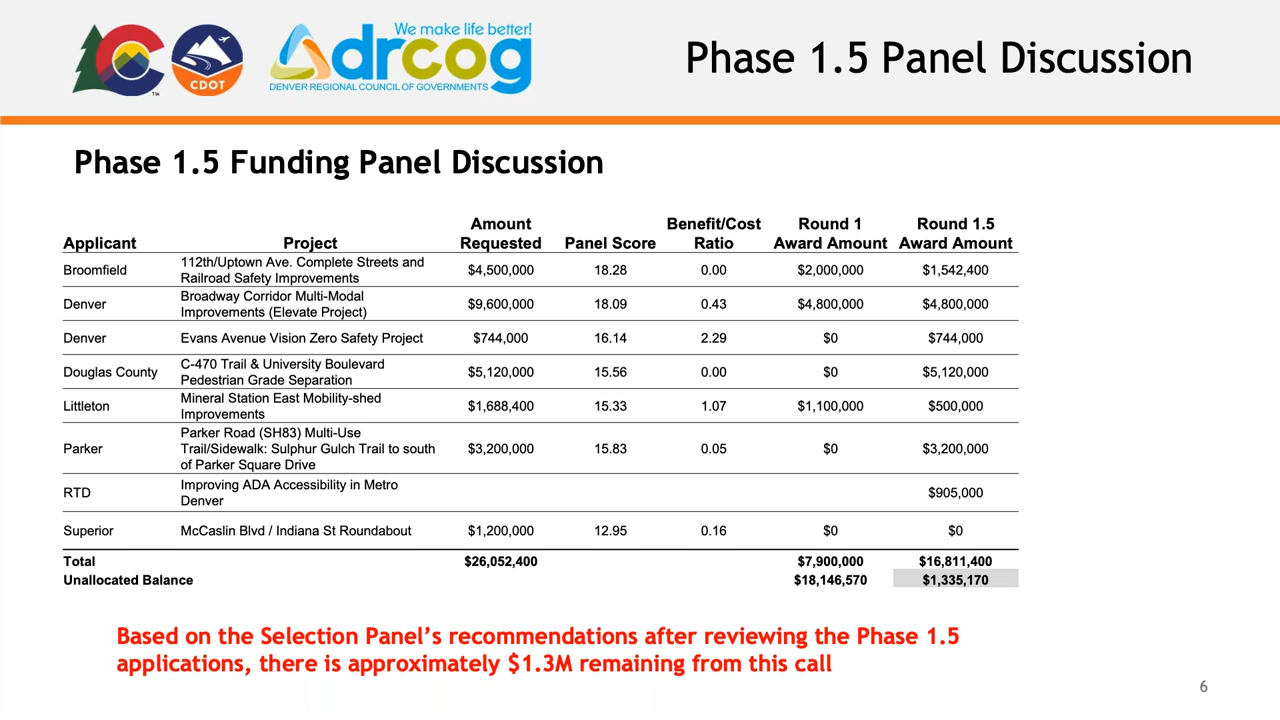 We make life better!
drcog
DENVER REGIONAL COUNCIL OF GOVERNMENTS
CDOT
TM
Phase 1.5 Panel Discussion
Phase 1.5 Funding Panel Discussion
Applicant Project Amount Requested Panel Score Benefit/Cost Ratio Round 1 Award Amount Round 1.5 Award Amount
Broomfield 112th/Uptown Ave. Complete Streets and Railroad Safety Improvements $4,500,000 18.28 0.00 $2,000,000 $1,542,400
Denver Broadway Corridor Multi-Modal Improvements (Elevate Project) $9,600,000 18.09 0.43 $4,800,000 $4,800,000
Denver Evans Avenue Vision Zero Safety Project $744,000 16.14 2.29 $0 $744,000
Douglas County C-470 Trail & University Boulevard Pedestrian Grade Separation $5,120,000 15.56 0.00 $0 $5,120,000
Littleton Mineral Station East Mobility-shed Improvements $1,688,400 15.33 1.07 $1,100,000 $500,000
Parker Parker Road (SH83) Multi-Use Trail/Sidewalk: Sulphur Gulch Trail to south of Parker Square Drive $3,200,000 15.83 0.05 $0 $3,200,000
RTD Improving ADA Accessibility in Metro Denver $905,000
Superior McCaslin Blvd / Indiana St Roundabout $1,200,000 12.95 0.16 $0 $0
Total $26,052,400 $7,900,000 $16,811,400
Unallocated Balance $18,146,570 $1,335,170
Based on the Selection Panel's recommendations after reviewing the Phase 1.5
applications, there is approximately $1.3M remaining from this call
6